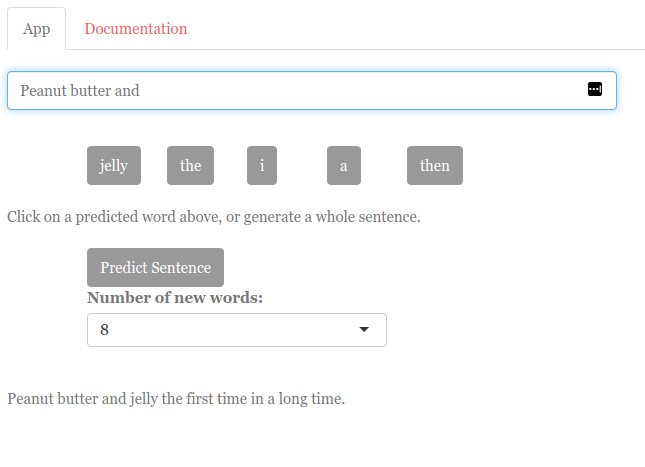 App Documentation
Peanut butter and
jelly the i a then
Click on a predicted word above, or generate a whole sentence.
Predict Sentence
Number of new words:
8
Peanut butter and jelly the first time in a long time.